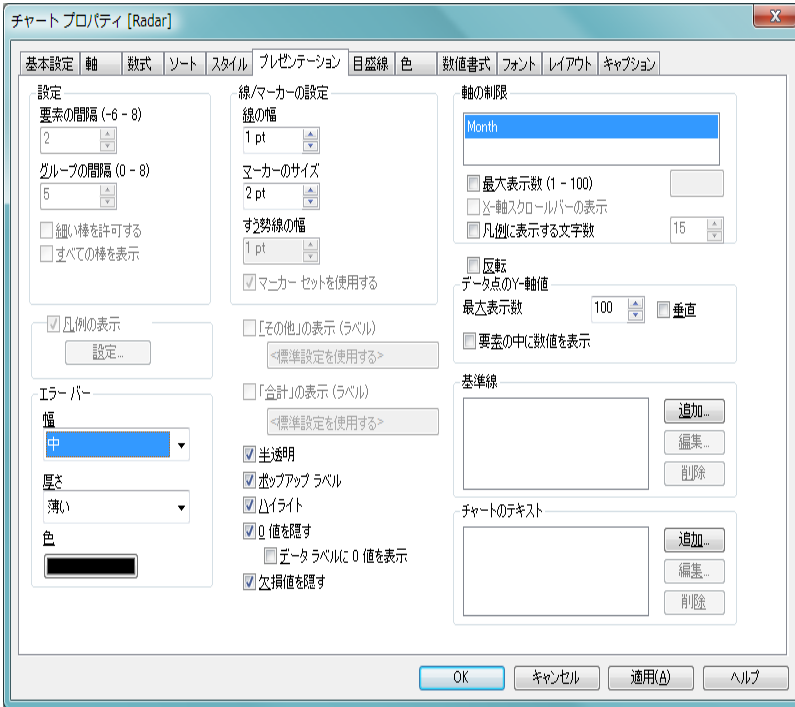 チャート プロパティ [Radar]
基本設定 軸 数式 ソート スタイル プレゼンテーション 目盛線 色 数値書式 フォント レイアウト キャプション
設定
要素の間隔 (-6 - 8)
2
グループの間隔 (0 - 8)
5
細い棒を許可する
すべての棒を表示
凡例の表示
設定...
エラー バー
幅
中
厚さ
薄い
色
線/マーカーの設定
線の幅
1 pt
マーカーのサイズ
2 pt
すう勢線の幅
1 pt
マーカー セットを使用する
「その他」の表示 (ラベル)
<標準設定を使用する>
「合計」の表示 (ラベル)
<標準設定を使用する>
半透明
ポップアップ ラベル
ハイライト
0 値を隠す
データ ラベルに 0 値を表示
欠損値を隠す
軸の制限
Month
最大表示数 (1 - 100)
X-軸スクロールバーの表示
凡例に表示する文字数 15
反転
データ点のY-軸値
最大表示数 100 垂直
要素の中に数値を表示
基準線
追加...
編集...
削除
チャートのテキスト
追加...
編集...
削除
OK キャンセル 適用(A) ヘルプ